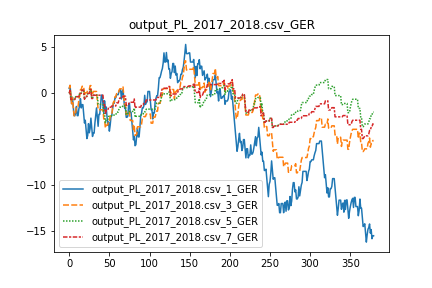 output_PL_2017_2018.csv_GER
5
0
−5
−10
−15
output_PL_2017_2018.csv_1_GER
output_PL_2017_2018.csv_3_GER
output_PL_2017_2018.csv_5_GER
output_PL_2017_2018.csv_7_GER
0 50 100 150 200 250 300 350